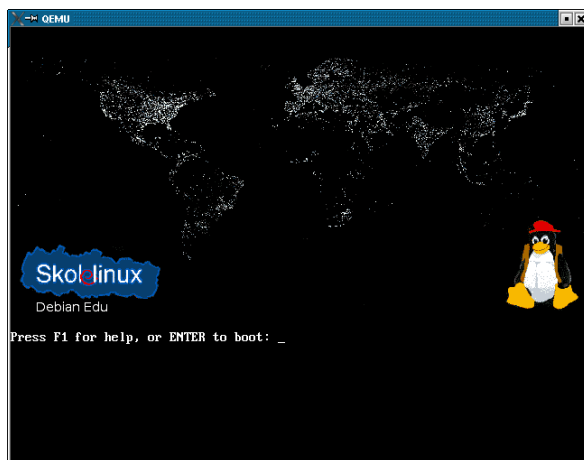 QEMU
Skolelinux
Debian Edu
Press F1 for help, or ENTER to boot: _